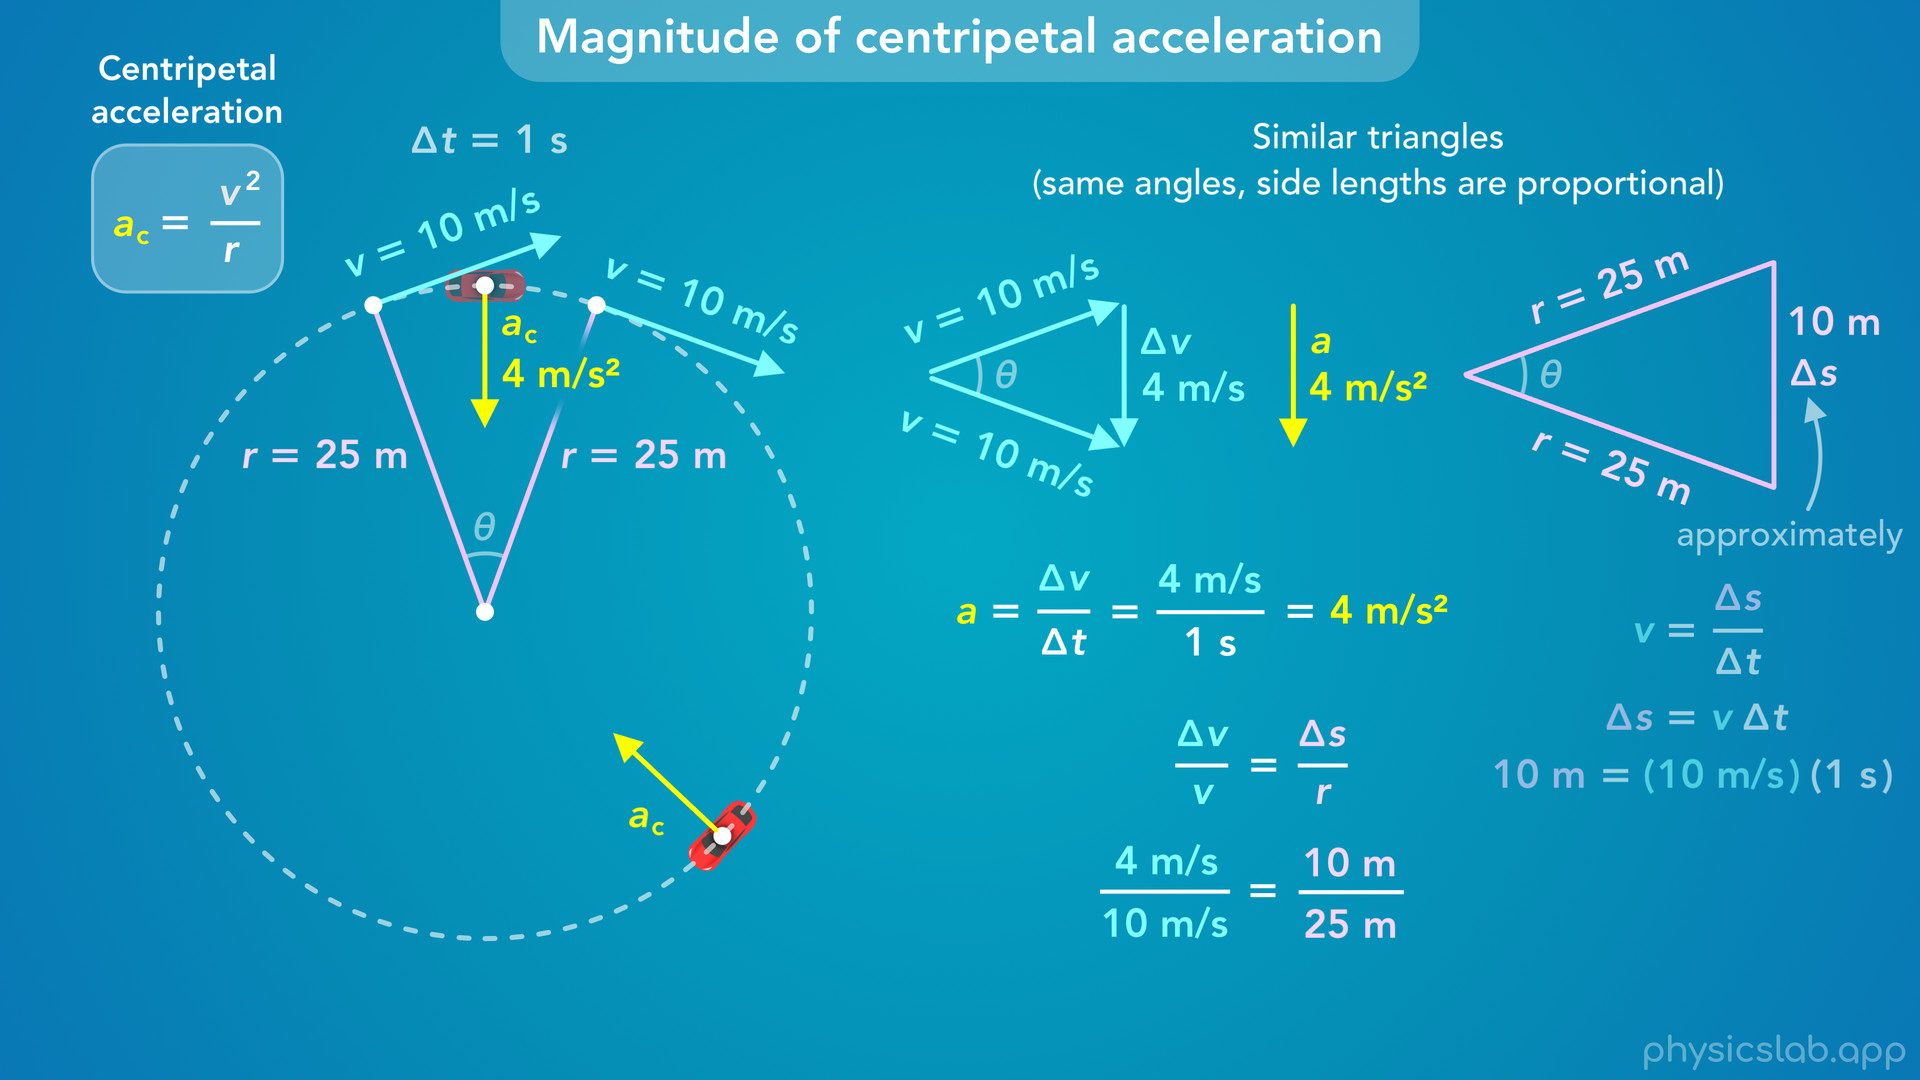 Magnitude of centripetal acceleration
Centripetal
acceleration
a_c = v²/r
Δt = 1 s
v = 10 m/s
v = 10 m/s
a_c
4 m/s²
r = 25 m
r = 25 m
θ
a_c
Similar triangles
(same angles, side lengths are proportional)
v = 10 m/s
θ
v = 10 m/s
Δv
4 m/s
a
4 m/s²
r = 25 m
θ
r = 25 m
10 m
Δs
approximately
a = Δv/Δt = 4 m/s / 1 s = 4 m/s²
Δv/v = Δs/r
4 m/s / 10 m/s = 10 m / 25 m
v = Δs/Δt
Δs = v Δt
10 m = (10 m/s) (1 s)
physicslab.app